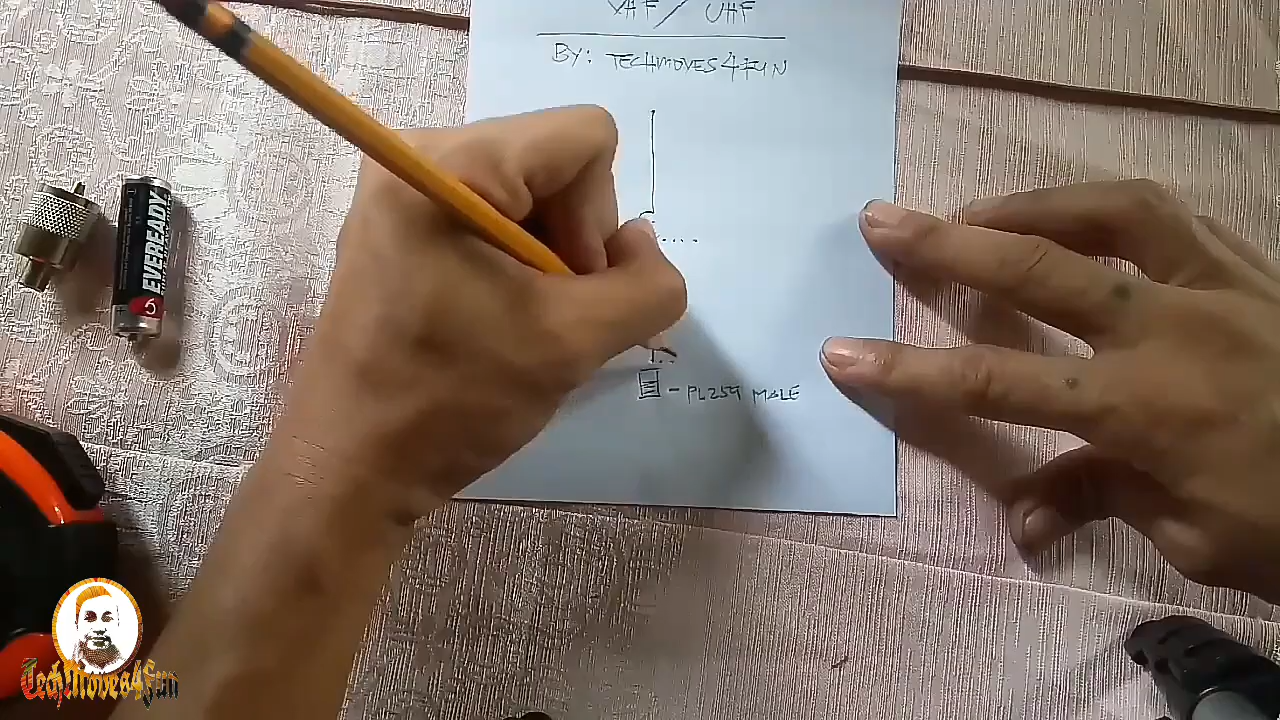 VHF / UHF
BY: TECHMOVES4FUN
EVEREADY
- PL259 MALE
TechMoves4fun